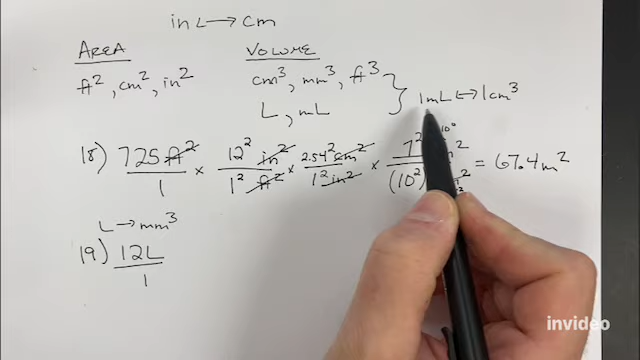 in ↔ cm
AREA VOLUME
ft², cm², in² cm³, mm³, ft³
L, mL } 1mL ↔ 1cm³
18) 725 ft²/1 × 12² in²/1² ft² × 2.54² cm²/1² in² × = 67.4 m²
L → mm³
19) 12L/1
invideo